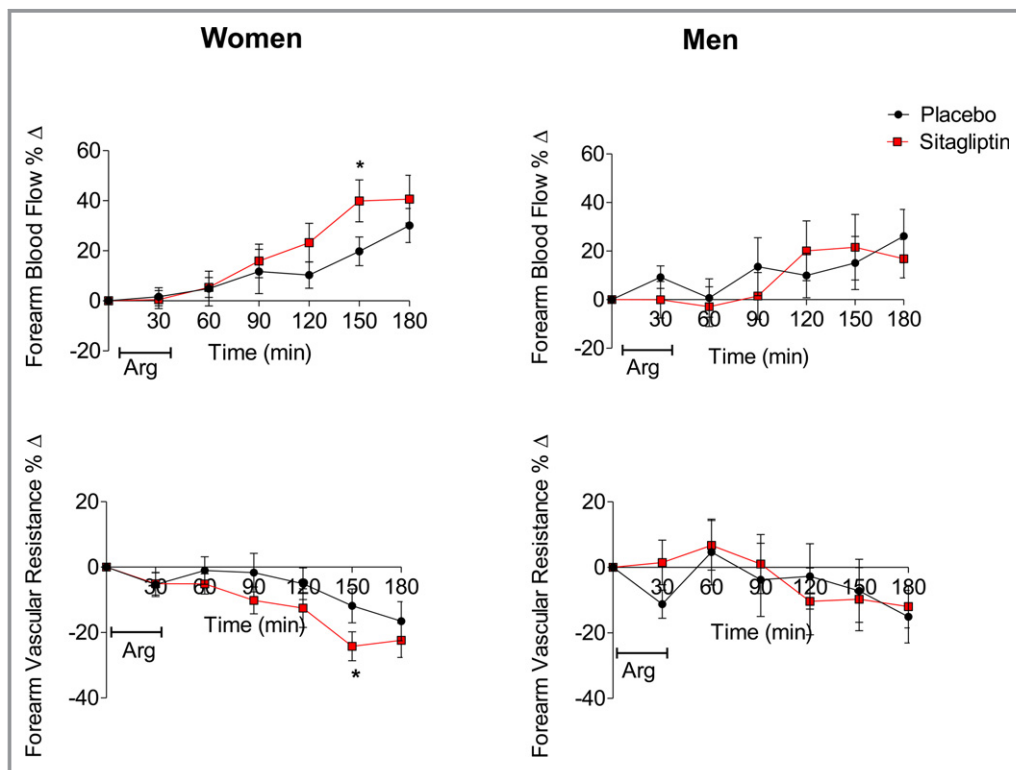 Women
Men
Placebo
Sitagliptin
Forearm Blood Flow % Δ
60
40
20
0
-20
*
30 60 90 120 150 180
Time (min)
Arg
Forearm Blood Flow % Δ
60
40
20
0
-20
30 60 90 120 150 180
Time (min)
Arg
Forearm Vascular Resistance % Δ
20
0
-20
-40
30 60 90 120 150 180
Time (min)
Arg
*
Forearm Vascular Resistance % Δ
20
0
-20
-40
30 60 90 120 150 180
Time (min)
Arg